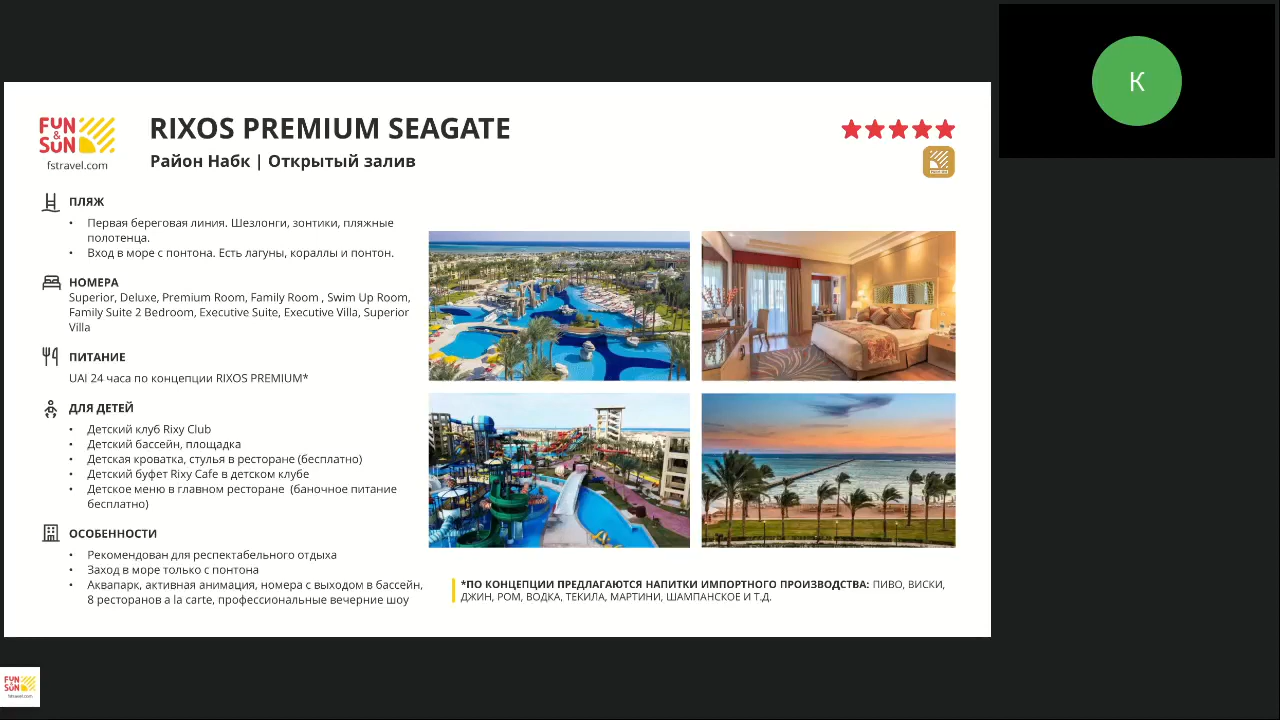 K
FUN
&
SUN
fstravel.com
RIXOS PREMIUM SEAGATE
Район Набк | Открытый залив
ПЛЯЖ
• Первая береговая линия. Шезлонги, зонтики, пляжные
полотенца.
• Вход в море с понтона. Есть лагуны, кораллы и понтон.
НОМЕРА
Superior, Deluxe, Premium Room, Family Room , Swim Up Room,
Family Suite 2 Bedroom, Executive Suite, Executive Villa, Superior
Villa
ПИТАНИЕ
UAI 24 часа по концепции RIXOS PREMIUM*
ДЛЯ ДЕТЕЙ
• Детский клуб Rixy Club
• Детский бассейн, площадка
• Детская кроватка, стулья в ресторане (бесплатно)
• Детский буфет Rixy Cafe в детском клубе
• Детское меню в главном ресторане  (баночное питание
бесплатно)
ОСОБЕННОСТИ
• Рекомендован для респектабельного отдыха
• Заход в море только с понтона
• Аквапарк, активная анимация, номера с выходом в бассейн,
8 ресторанов a la carte, профессиональные вечерние шоу
*ПО КОНЦЕПЦИИ ПРЕДЛАГАЮТСЯ НАПИТКИ ИМПОРТНОГО ПРОИЗВОДСТВА: ПИВО, ВИСКИ,
ДЖИН, РОМ, ВОДКА, ТЕКИЛА, МАРТИНИ, ШАМПАНСКОЕ И Т.Д.
FUN
&
SUN
fstravel.com